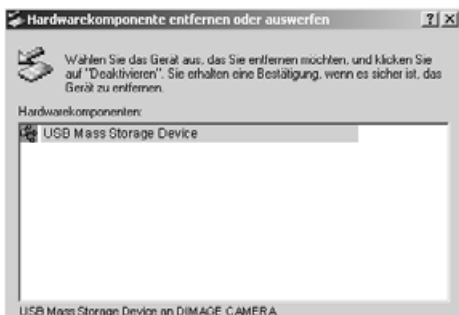 Hardwarekomponente entfernen oder auswerfen
Wählen Sie das Gerät aus, das Sie entfernen möchten, und klicken Sie
auf "Deaktivieren". Sie erhalten eine Bestätigung, wenn es sicher ist, das
Gerät zu entfernen.
Hardwarekomponenten:
USB Mass Storage Device
USB Mass Storage Device an DIMAGE CAMERA